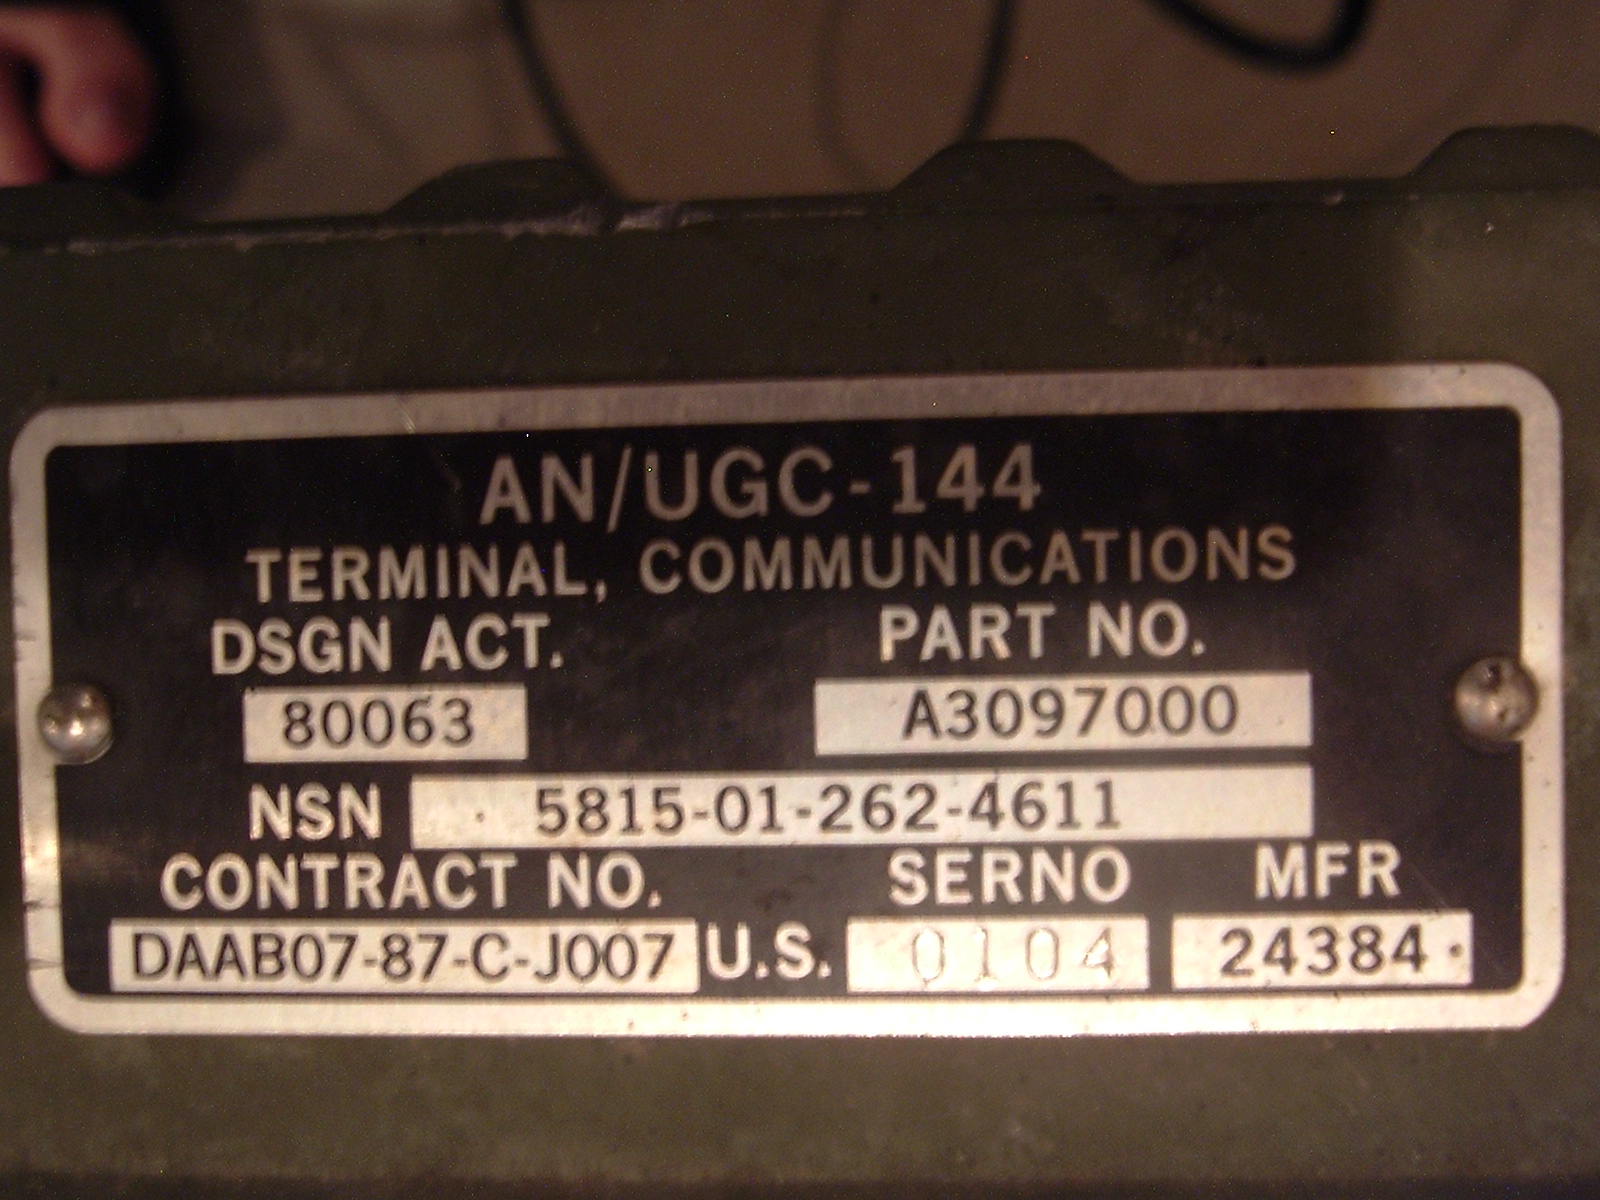 AN/UGC-144
TERMINAL, COMMUNICATIONS
DSGN ACT. PART NO.
80063 A3097000
NSN 5815-01-262-4611
CONTRACT NO. SERNO MFR
DAAB07-87-C-J007 U.S. 0104 24384